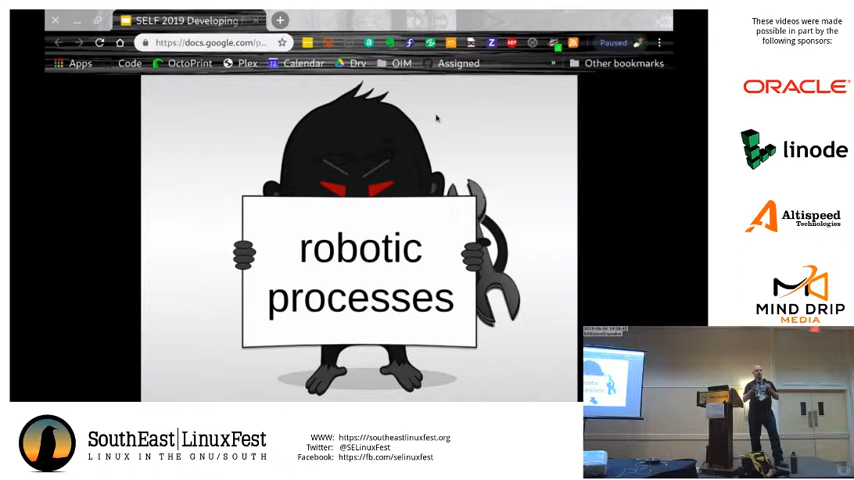 SELF 2019 Developing
https://docs.google.com/p...
Paused
Apps
Code
OctoPrint
Plex
Calendar
Drv
OIM
Assigned
»
Other bookmarks
robotic
processes
These videos were made
possible in part by the
following sponsors:
ORACLE
linode
Altispeed
Technologies
MIND DRIP
MEDIA
SouthEast|LinuxFest
LINUX IN THE GNU/SOUTH
WWW: https:///southeastlinuxfest.org
Twitter: @SELinuxFest
Facebook: https://fb.com/selinuxfest